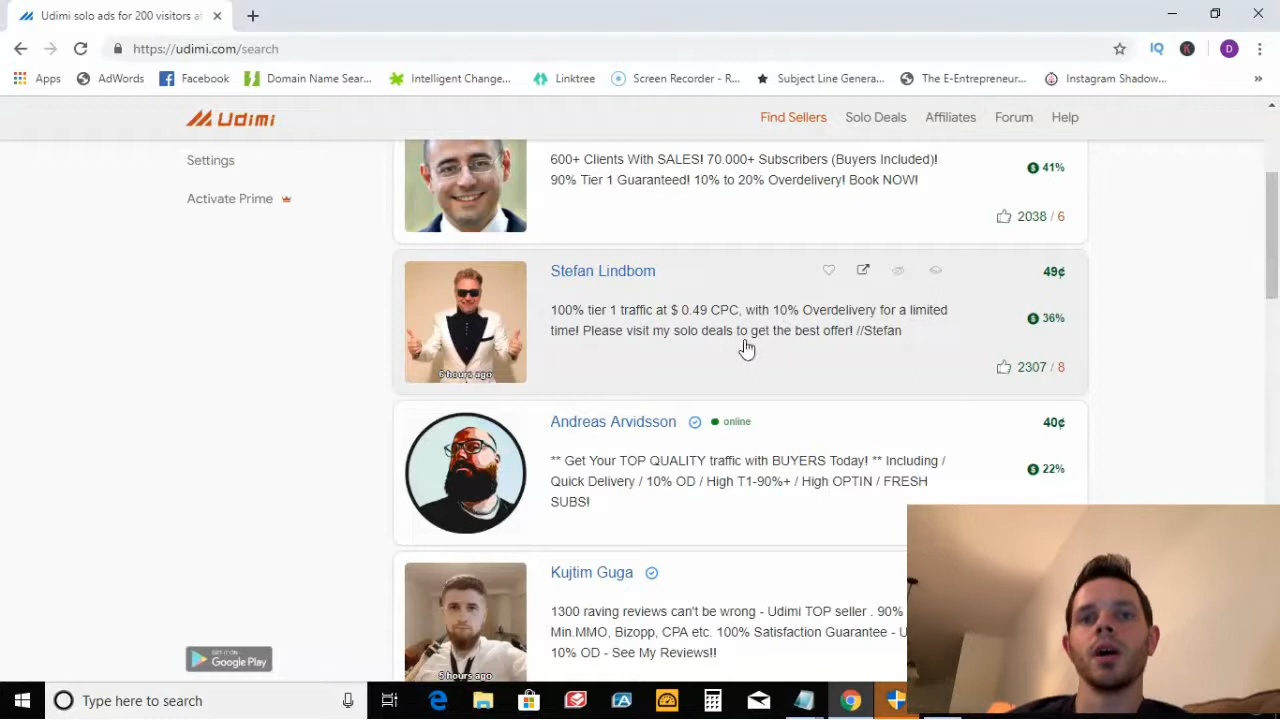 Udimi solo ads for 200 visitors at
https://udimi.com/search
Apps
AdWords
Facebook
Domain Name Sear...
Intelligent Change...
Linktree
Screen Recorder - R...
Subject Line Genera...
The E-Entrepreneur...
Instagram Shadow...
»
Udimi
Find Sellers
Solo Deals
Affiliates
Forum
Help
Settings
Activate Prime
600+ Clients With SALES! 70.000+ Subscribers (Buyers Included)!
90% Tier 1 Guaranteed! 10% to 20% Overdelivery! Book NOW!
41%
2038 / 6
Stefan Lindbom
49¢
100% tier 1 traffic at $ 0.49 CPC, with 10% Overdelivery for a limited
time! Please visit my solo deals to get the best offer! //Stefan
36%
2307 / 8
6 hours ago
Andreas Arvidsson
online
40¢
** Get Your TOP QUALITY traffic with BUYERS Today! ** Including /
Quick Delivery / 10% OD / High T1-90%+ / High OPTIN / FRESH
SUBS!
22%
Kujtim Guga
1300 raving reviews can't be wrong - Udimi TOP seller . 90%
Min.MMO, Bizopp, CPA etc. 100% Satisfaction Guarantee - U
10% OD - See My Reviews!!
5 hours ago
GET IT ON
Google Play
Type here to search